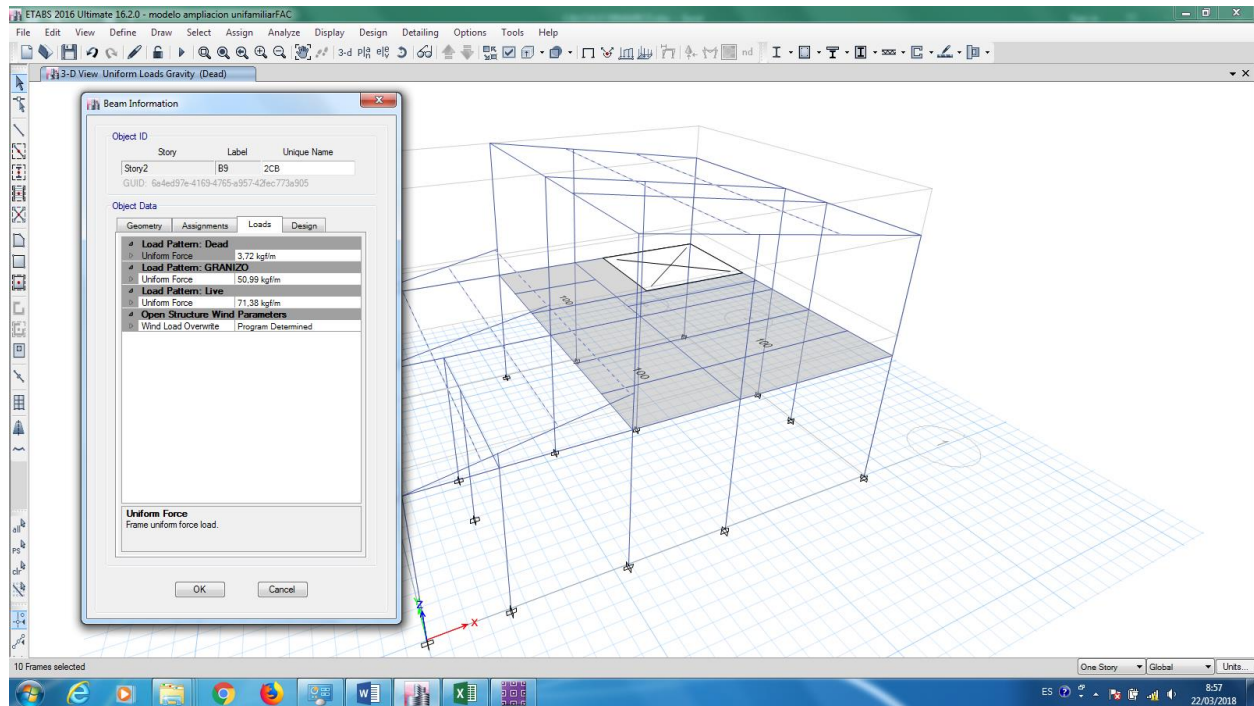 ETABS 2016 Ultimate 16.2.0 - modelo ampliacion unifamiliarFAC
File Edit View Define Draw Select Assign Analyze Display Design Detailing Options Tools Help
3-d
nd
3-D View Uniform Loads Gravity (Dead)
Beam Information
Object ID
Story Label Unique Name
Story2 B9 2CB
GUID: 6a4ed97e-4169-4765-a957-42fec773a905
Object Data
Geometry Assignments Loads Design
Load Pattern: Dead
Uniform Force 3,72 kgf/m
Load Pattern: GRANIZO
Uniform Force 50,99 kgf/m
Load Pattern: Live
Uniform Force 71,38 kgf/m
Open Structure Wind Parameters
Wind Load Overwrite Program Determined
Uniform Force
Frame uniform force load.
OK Cancel
100
100
100
Z
X
all
PS
clr
10 Frames selected
One Story Global Units...
ES
8:57
22/03/2018